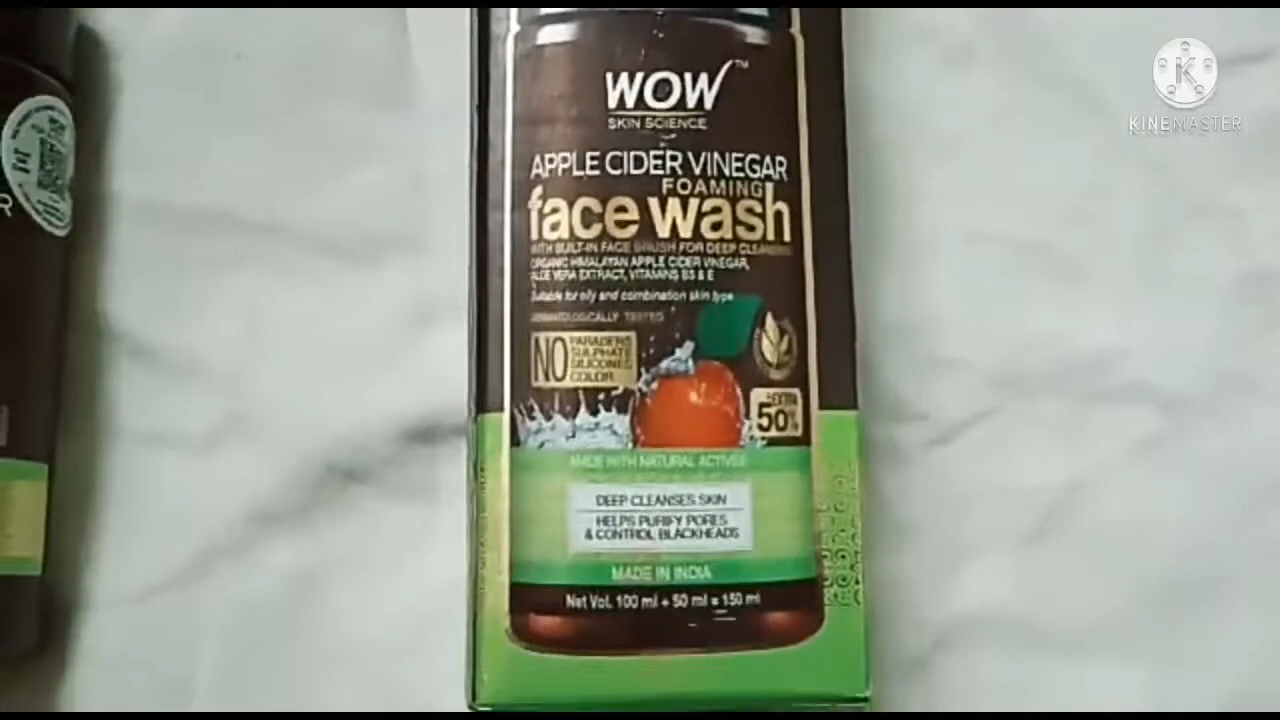 WOW™
SKIN SCIENCE
APPLE CIDER VINEGAR
FOAMING
face wash
WITH BUILT-IN FACE BRUSH FOR DEEP CLEANSING
ORGANIC HIMALAYAN APPLE CIDER VINEGAR,
ALOE VERA EXTRACT, VITAMINS B5 & E
Suitable for oily and combination skin type
DERMATOLOGICALLY TESTED
NO PARABENS
SULPHATE
SILICONES
COLOR
EXTRA
50%
MADE WITH NATURAL ACTIVES
DEEP CLEANSES SKIN
HELPS PURIFY PORES
& CONTROL BLACKHEADS
MADE IN INDIA
Net Vol. 100 ml + 50 ml = 150 ml
R
K
KINEMASTER